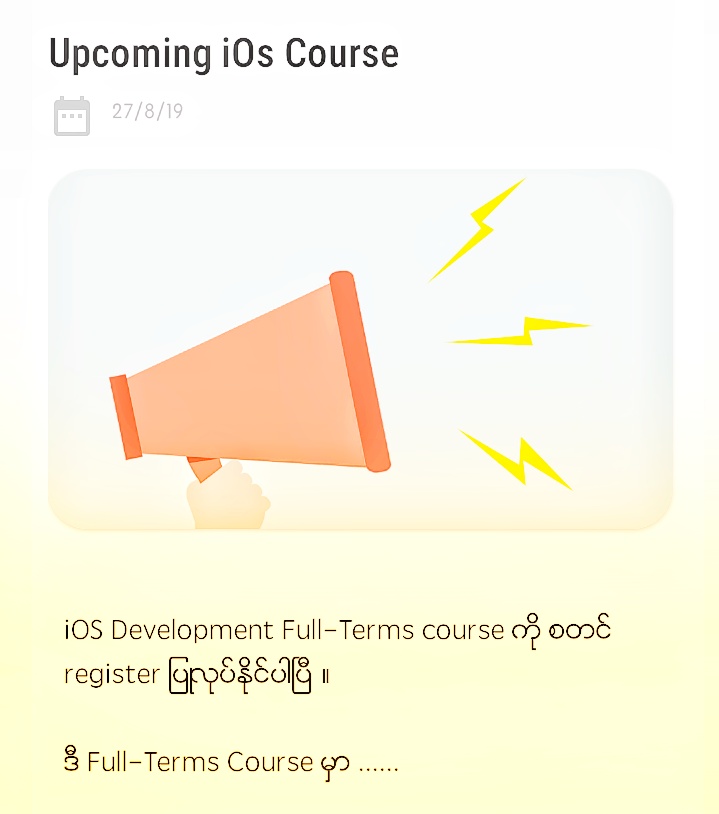 Upcoming iOs Course
27/8/19
iOS Development Full-Terms course ကို စတင်
register ပြုလုပ်နိုင်ပါပြီ ။
ဒီ Full-Terms Course မှာ ......